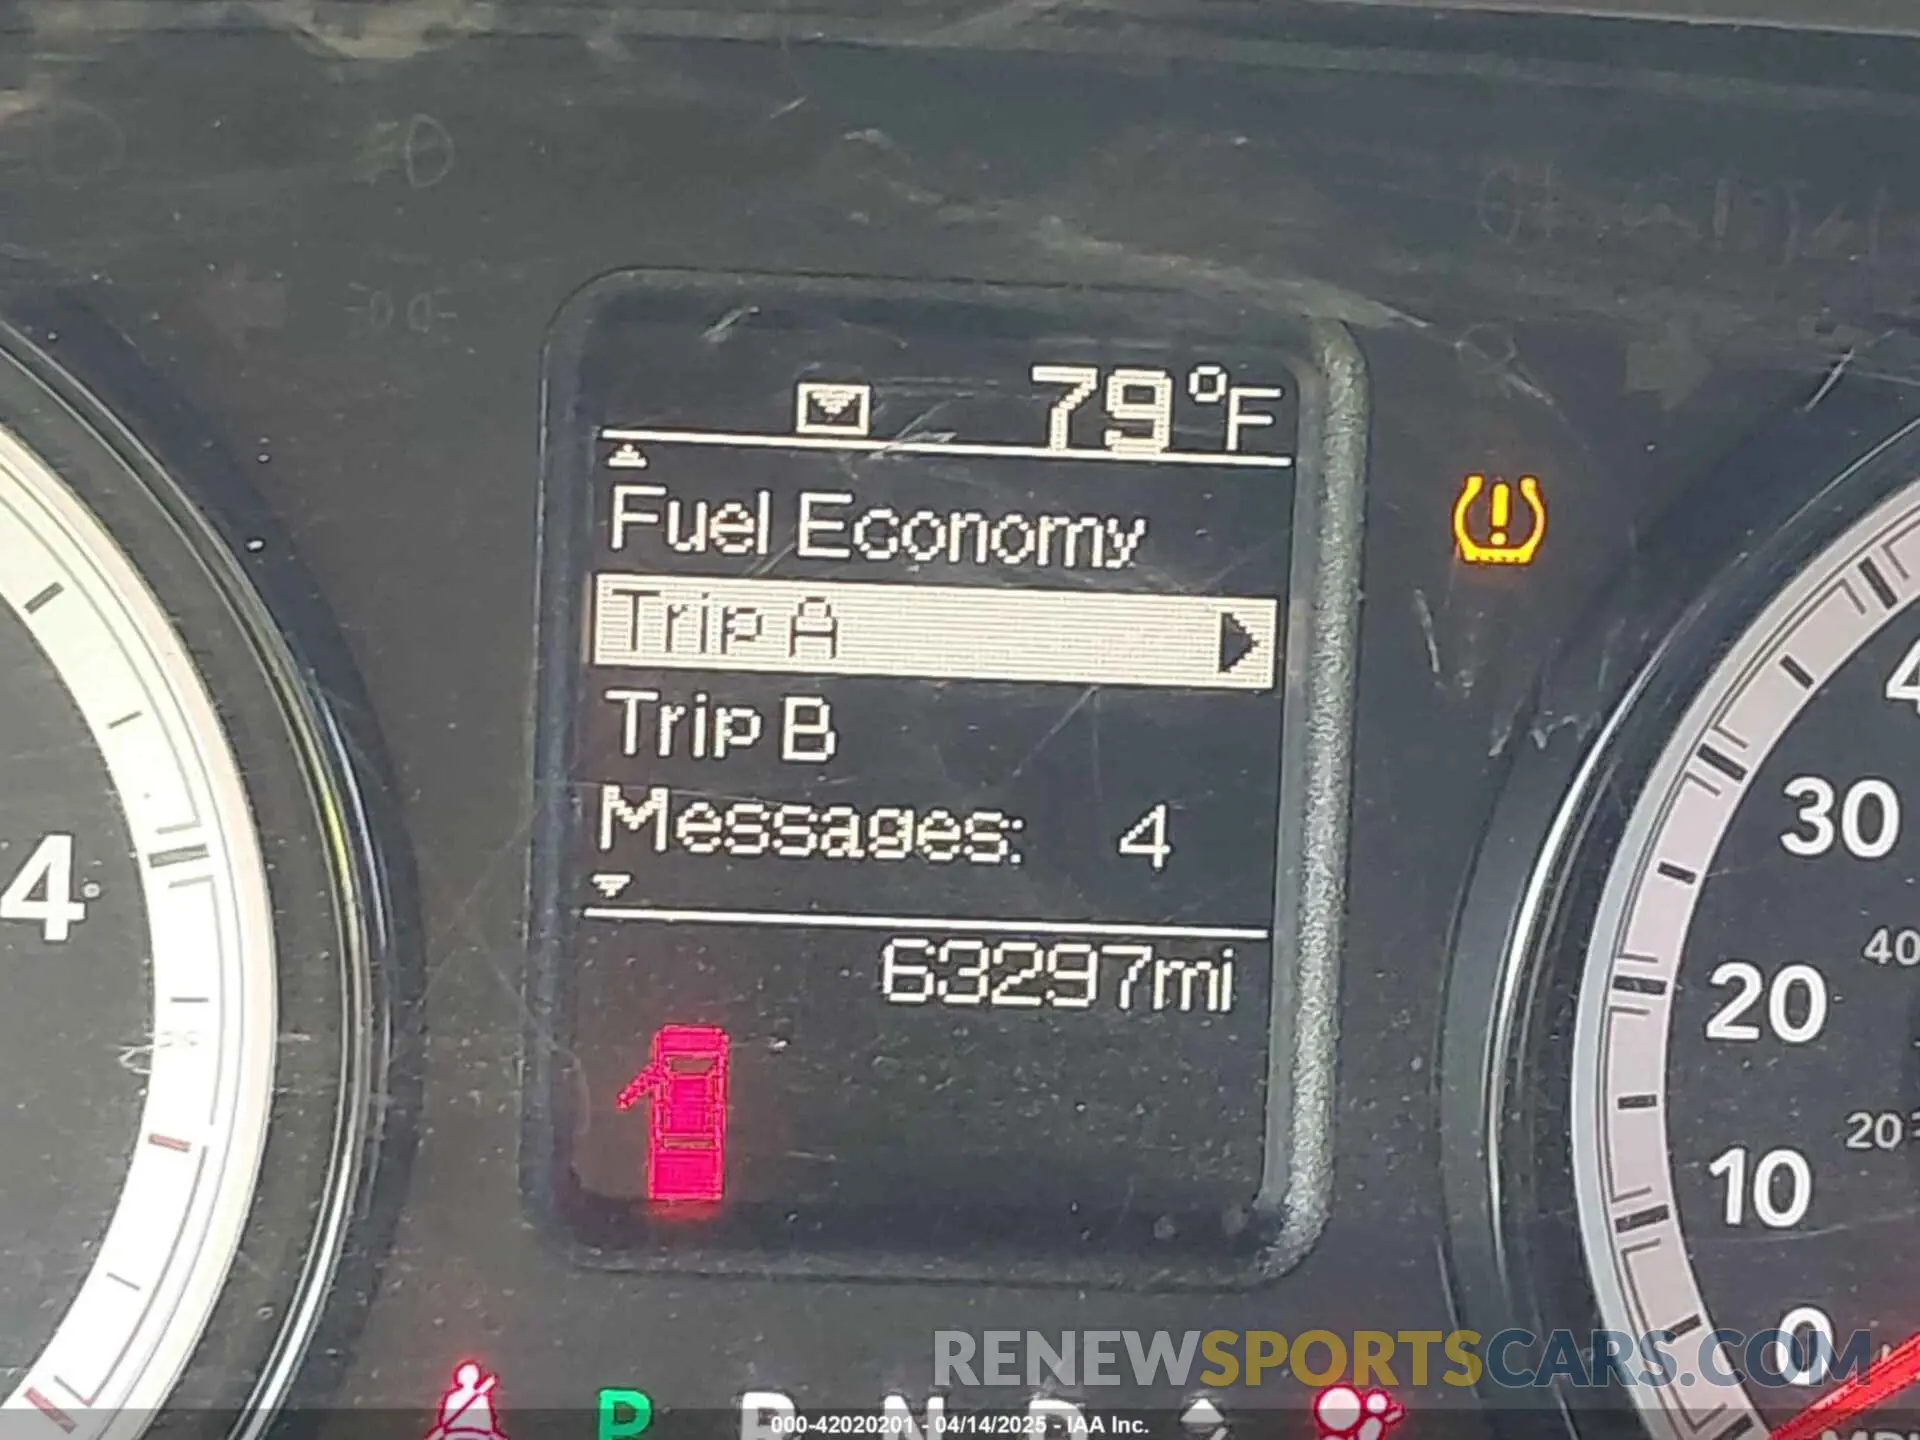 79°F
Fuel Economy
Trip A
Trip B
Messages: 4
63297mi
4
4
30
40
20
20
10
0
P R N D
RENEWSPORTSCARS.COM
000-42020201 - 04/14/2025 - IAA Inc.